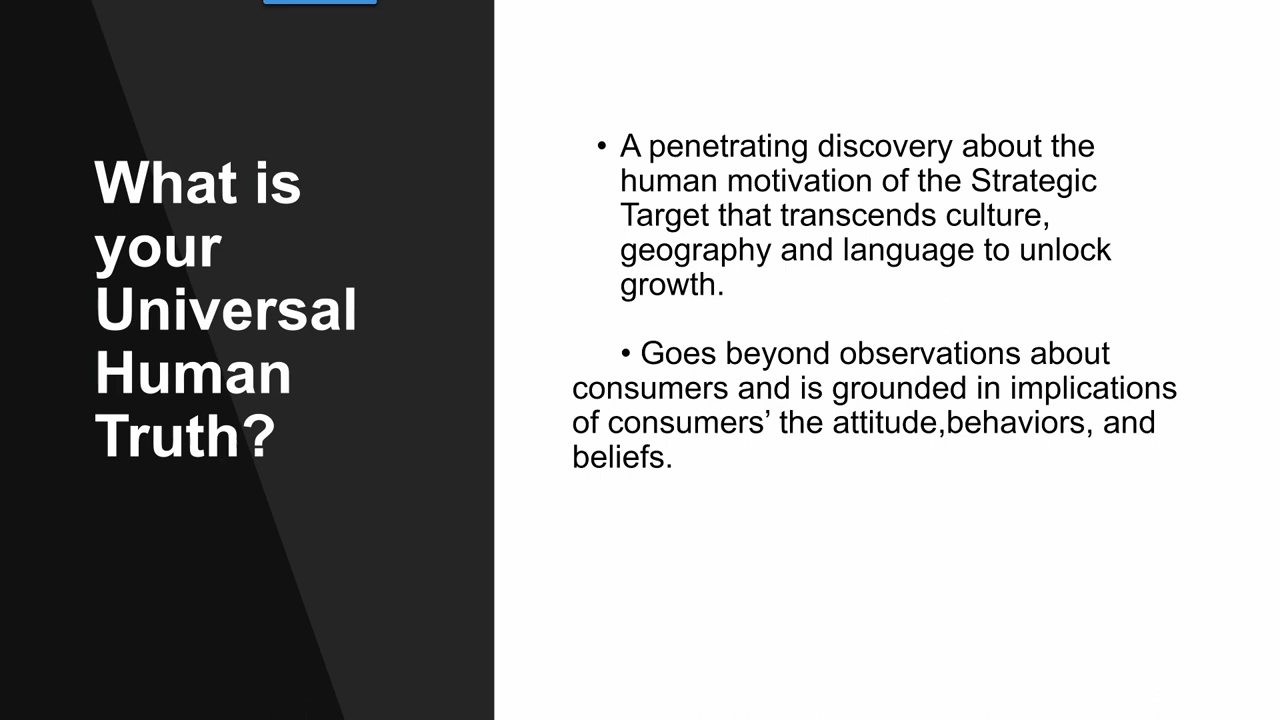 What is
your
Universal
Human
Truth?
• A penetrating discovery about the
human motivation of the Strategic
Target that transcends culture,
geography and language to unlock
growth.
• Goes beyond observations about
consumers and is grounded in implications
of consumers’ the attitude,behaviors, and
beliefs.